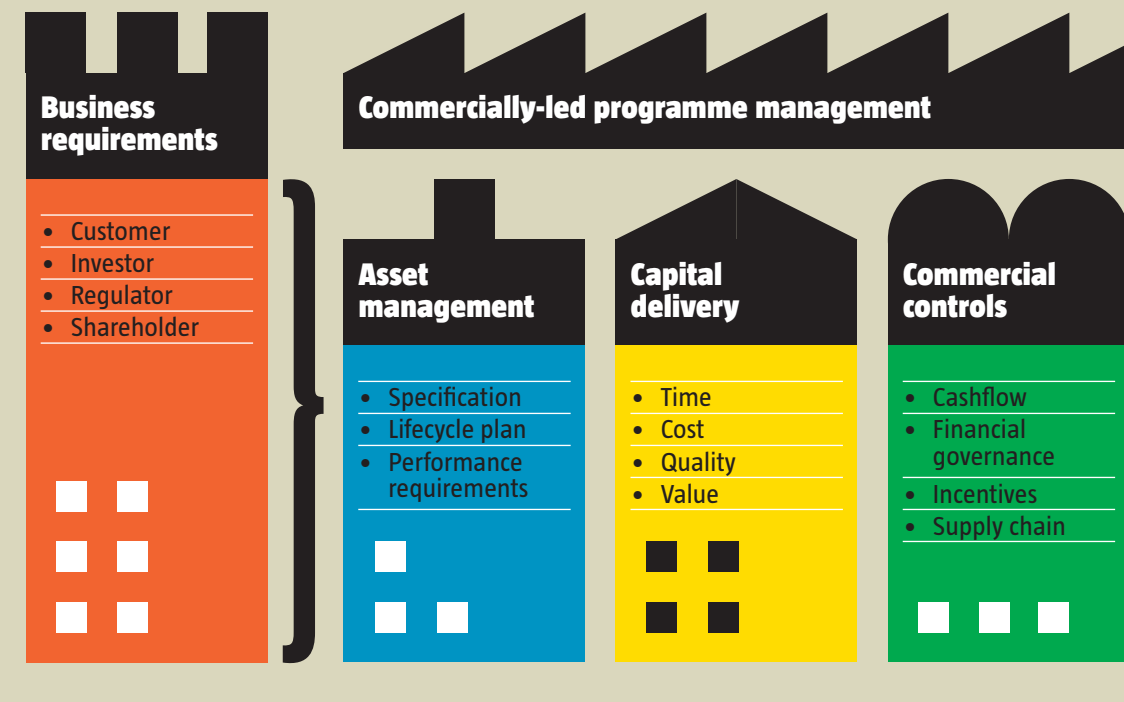 Business
requirements
• Customer
• Investor
• Regulator
• Shareholder
Commercially-led programme management
Asset
management
• Specification
• Lifecycle plan
• Performance
requirements
Capital
delivery
• Time
• Cost
• Quality
• Value
Commercial
controls
• Cashflow
• Financial
governance
• Incentives
• Supply chain